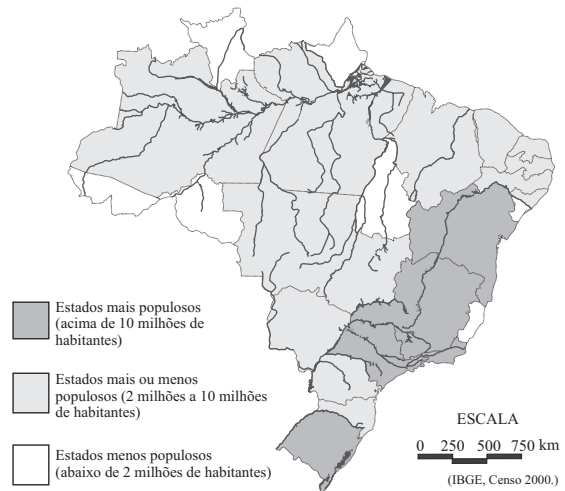 Estados mais populosos
(acima de 10 milhões de
habitantes)
Estados mais ou menos
populosos (2 milhões a 10 milhões
de habitantes)
Estados menos populosos
(abaixo de 2 milhões de habitantes)
ESCALA
0 250 500 750 km
(IBGE, Censo 2000.)